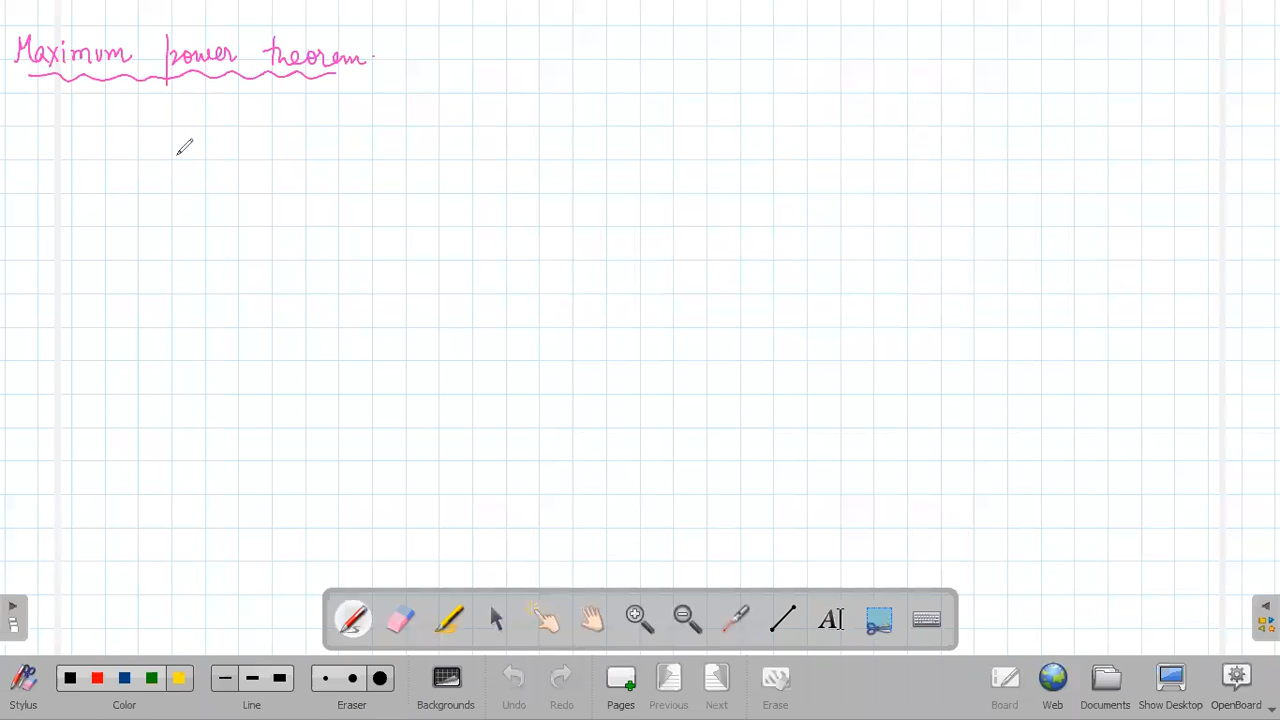 Maximum power theorem.
Stylus
Color
Line
Eraser
Backgrounds
Undo
Redo
Pages
Previous
Next
Erase
Board
Web
Documents
Show Desktop
OpenBoard